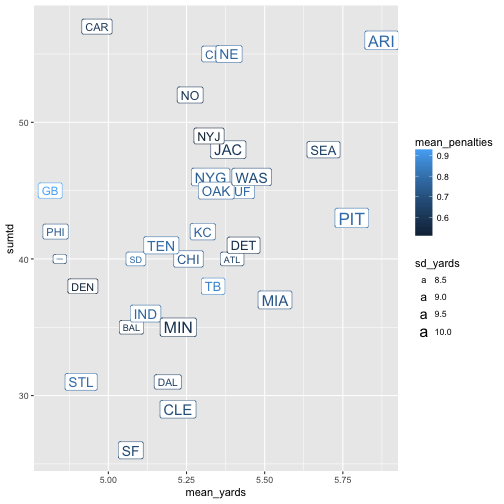 CAR
ARI
NE
NO
NYJ
JAC
SEA
NYG
WAS
GB
OAK
UF
PIT
PHI
KC
TEN
DET
SD
CHI
ATL
DEN
TB
MIA
IND
BAL
MIN
STL
DAL
CLE
SF
50
40
30
sumtd
5.00
5.25
5.50
5.75
mean_yards
mean_penalties
0.9
0.8
0.7
0.6
sd_yards
a 8.5
a 9.0
a 9.5
a 10.0